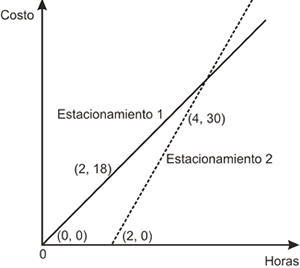 Costo
Estacionamiento 1
(4, 30)
(2, 18)
Estacionamiento 2
(0, 0)
(2, 0)
0
Horas